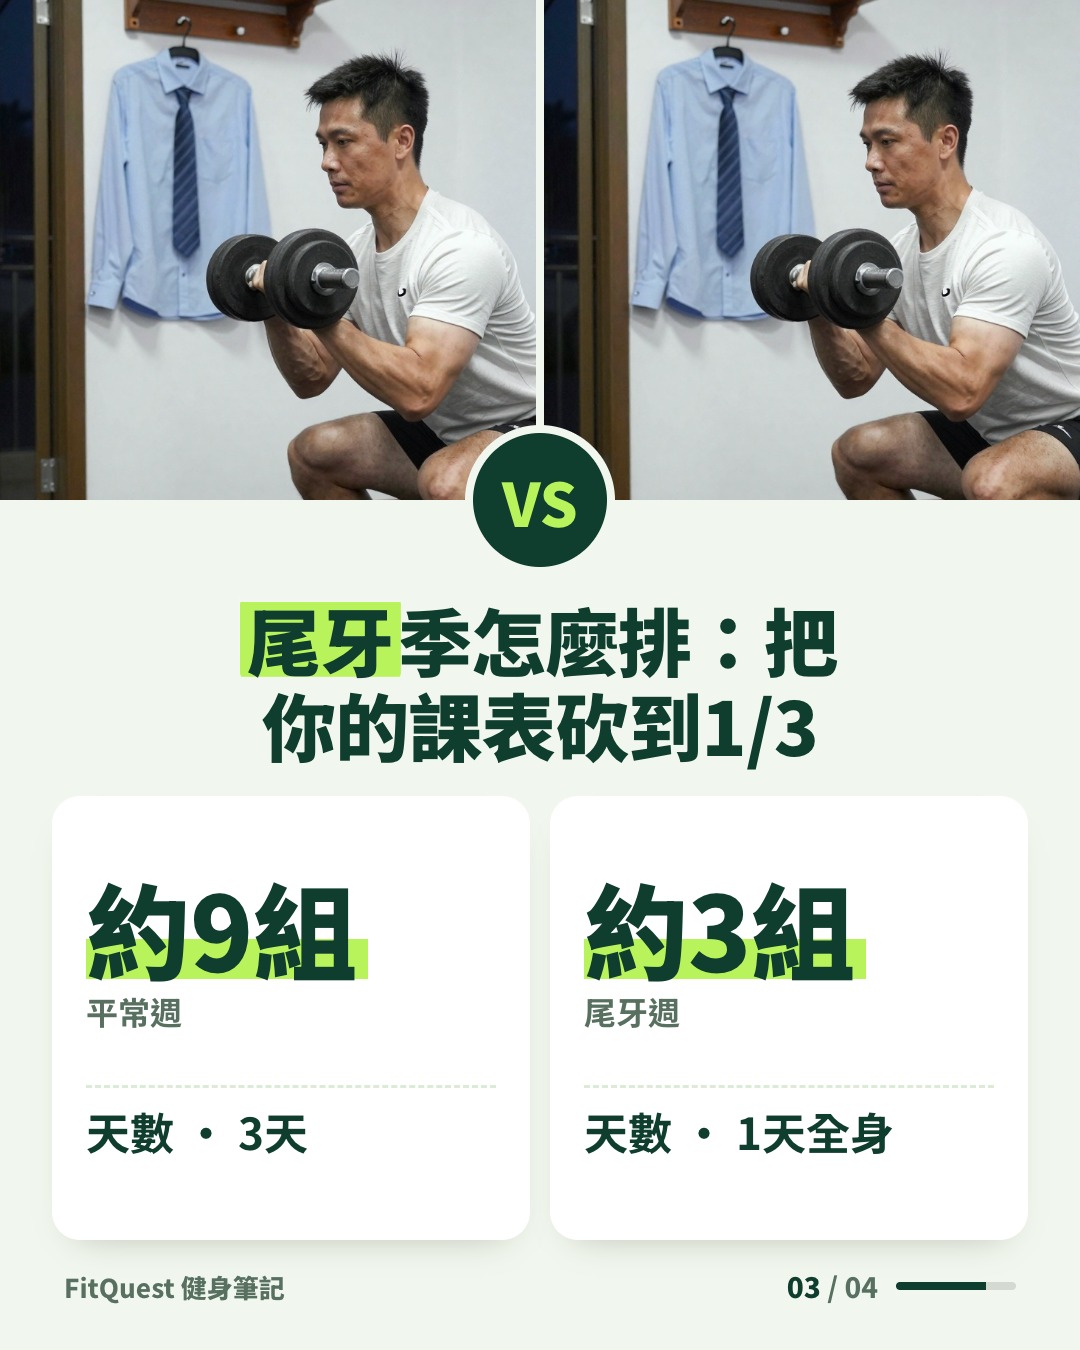 VS
尾牙季怎麼排：把
你的課表砍到1/3
約9組
平常週
天數・3天
約3組
尾牙週
天數・1天全身
FitQuest 健身筆記
03 / 04